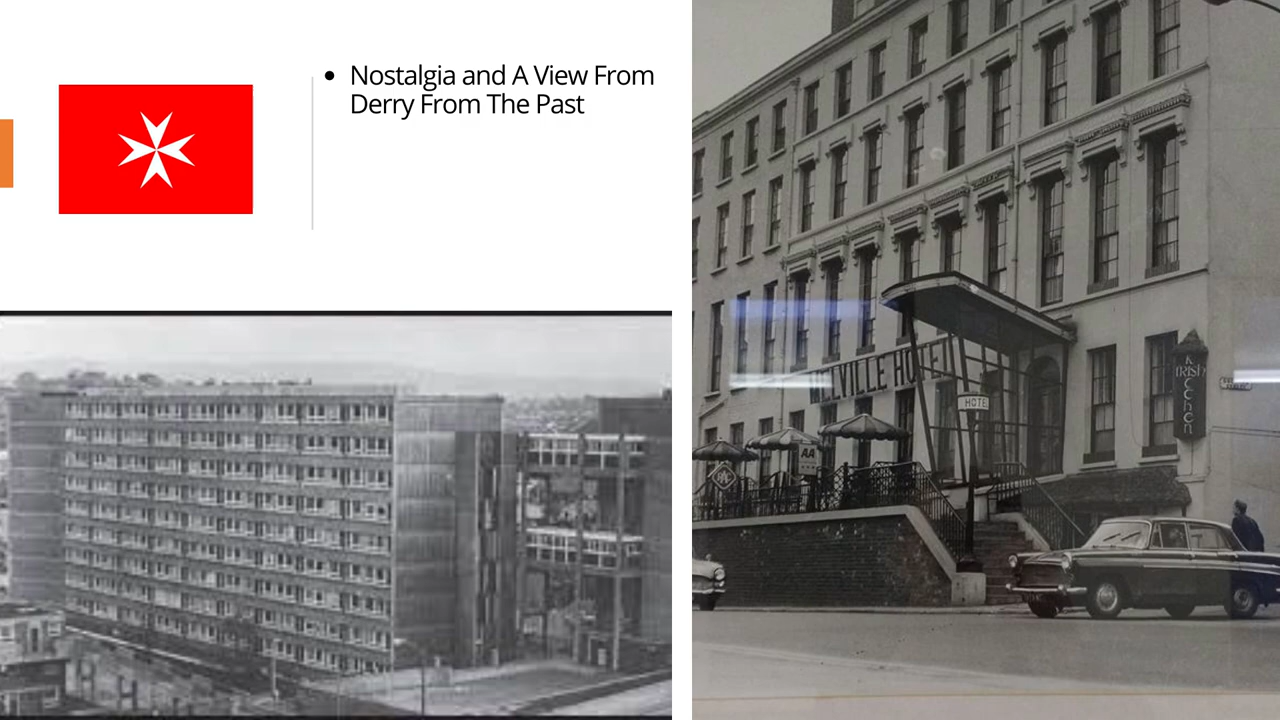 Nostalgia and A View From
Derry From The Past
HOTEL
AA
IRISH
KITCHEN